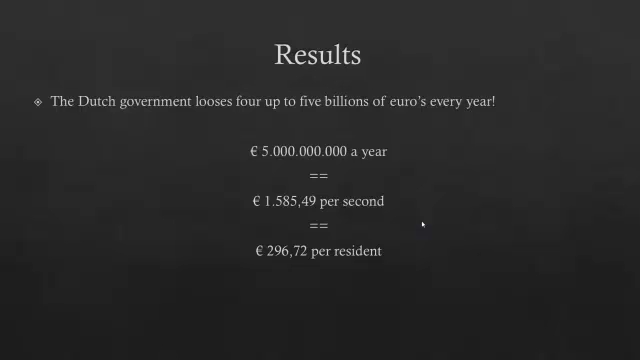 Results
The Dutch government looses four up to five billions of euro's every year!
€ 5.000.000.000 a year
==
€ 1.585,49 per second
==
€ 296,72 per resident